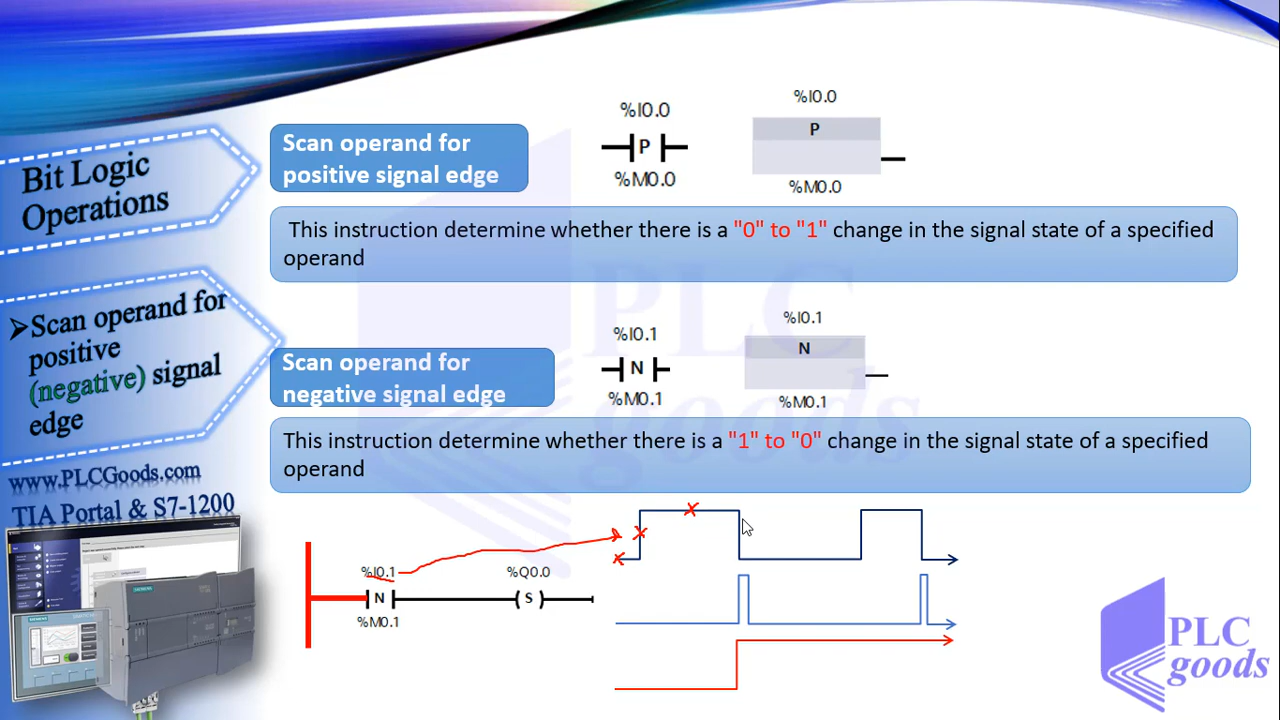 Bit Logic
Operations
➢Scan operand for
positive
(negative) signal
edge
www.PLCGoods.com
TIA Portal & S7-1200
Scan operand for
positive signal edge
%I0.0
P
%M0.0
%I0.0
P
%M0.0
This instruction determine whether there is a "0" to "1" change in the signal state of a specified
operand
Scan operand for
negative signal edge
%I0.1
N
%M0.1
%I0.1
N
%M0.1
This instruction determine whether there is a "1" to "0" change in the signal state of a specified
operand
%I0.1
N
%M0.1
%Q0.0
S
PLC
goods
PLC
goods
SIEMENS